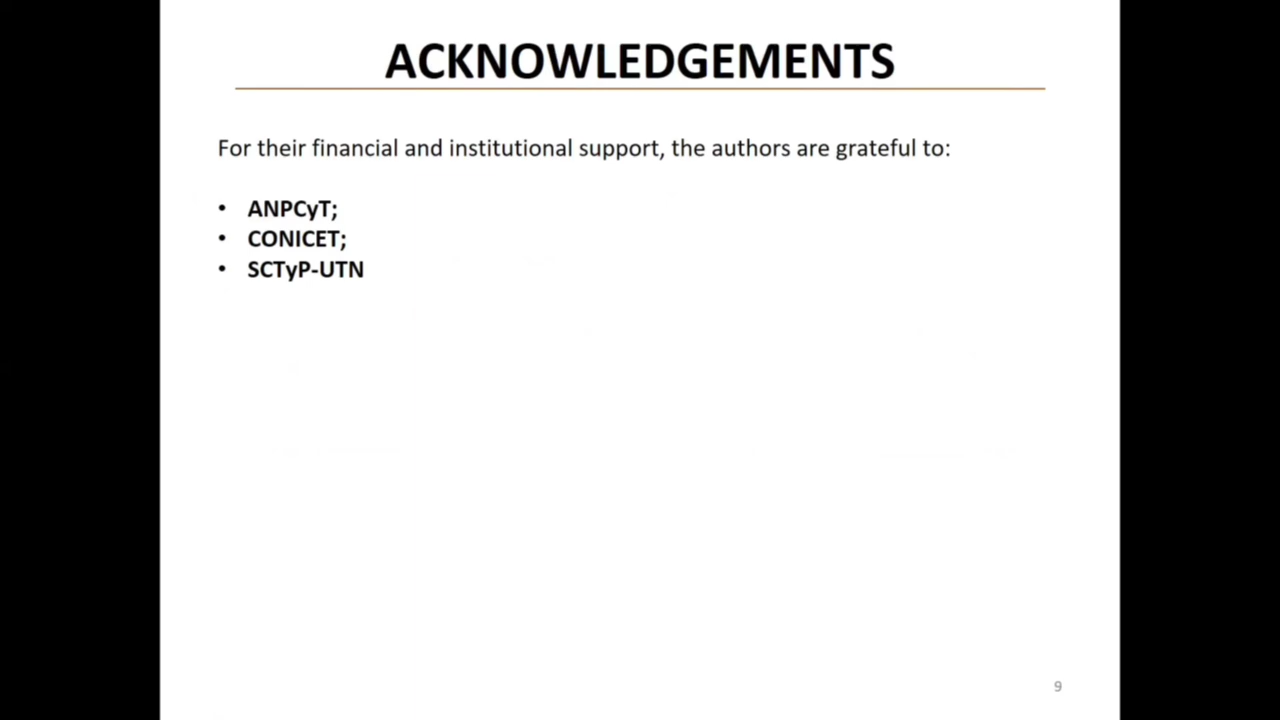 ACKNOWLEDGEMENTS
For their financial and institutional support, the authors are grateful to:
• ANPCyT;
• CONICET;
• SCTyP-UTN
9